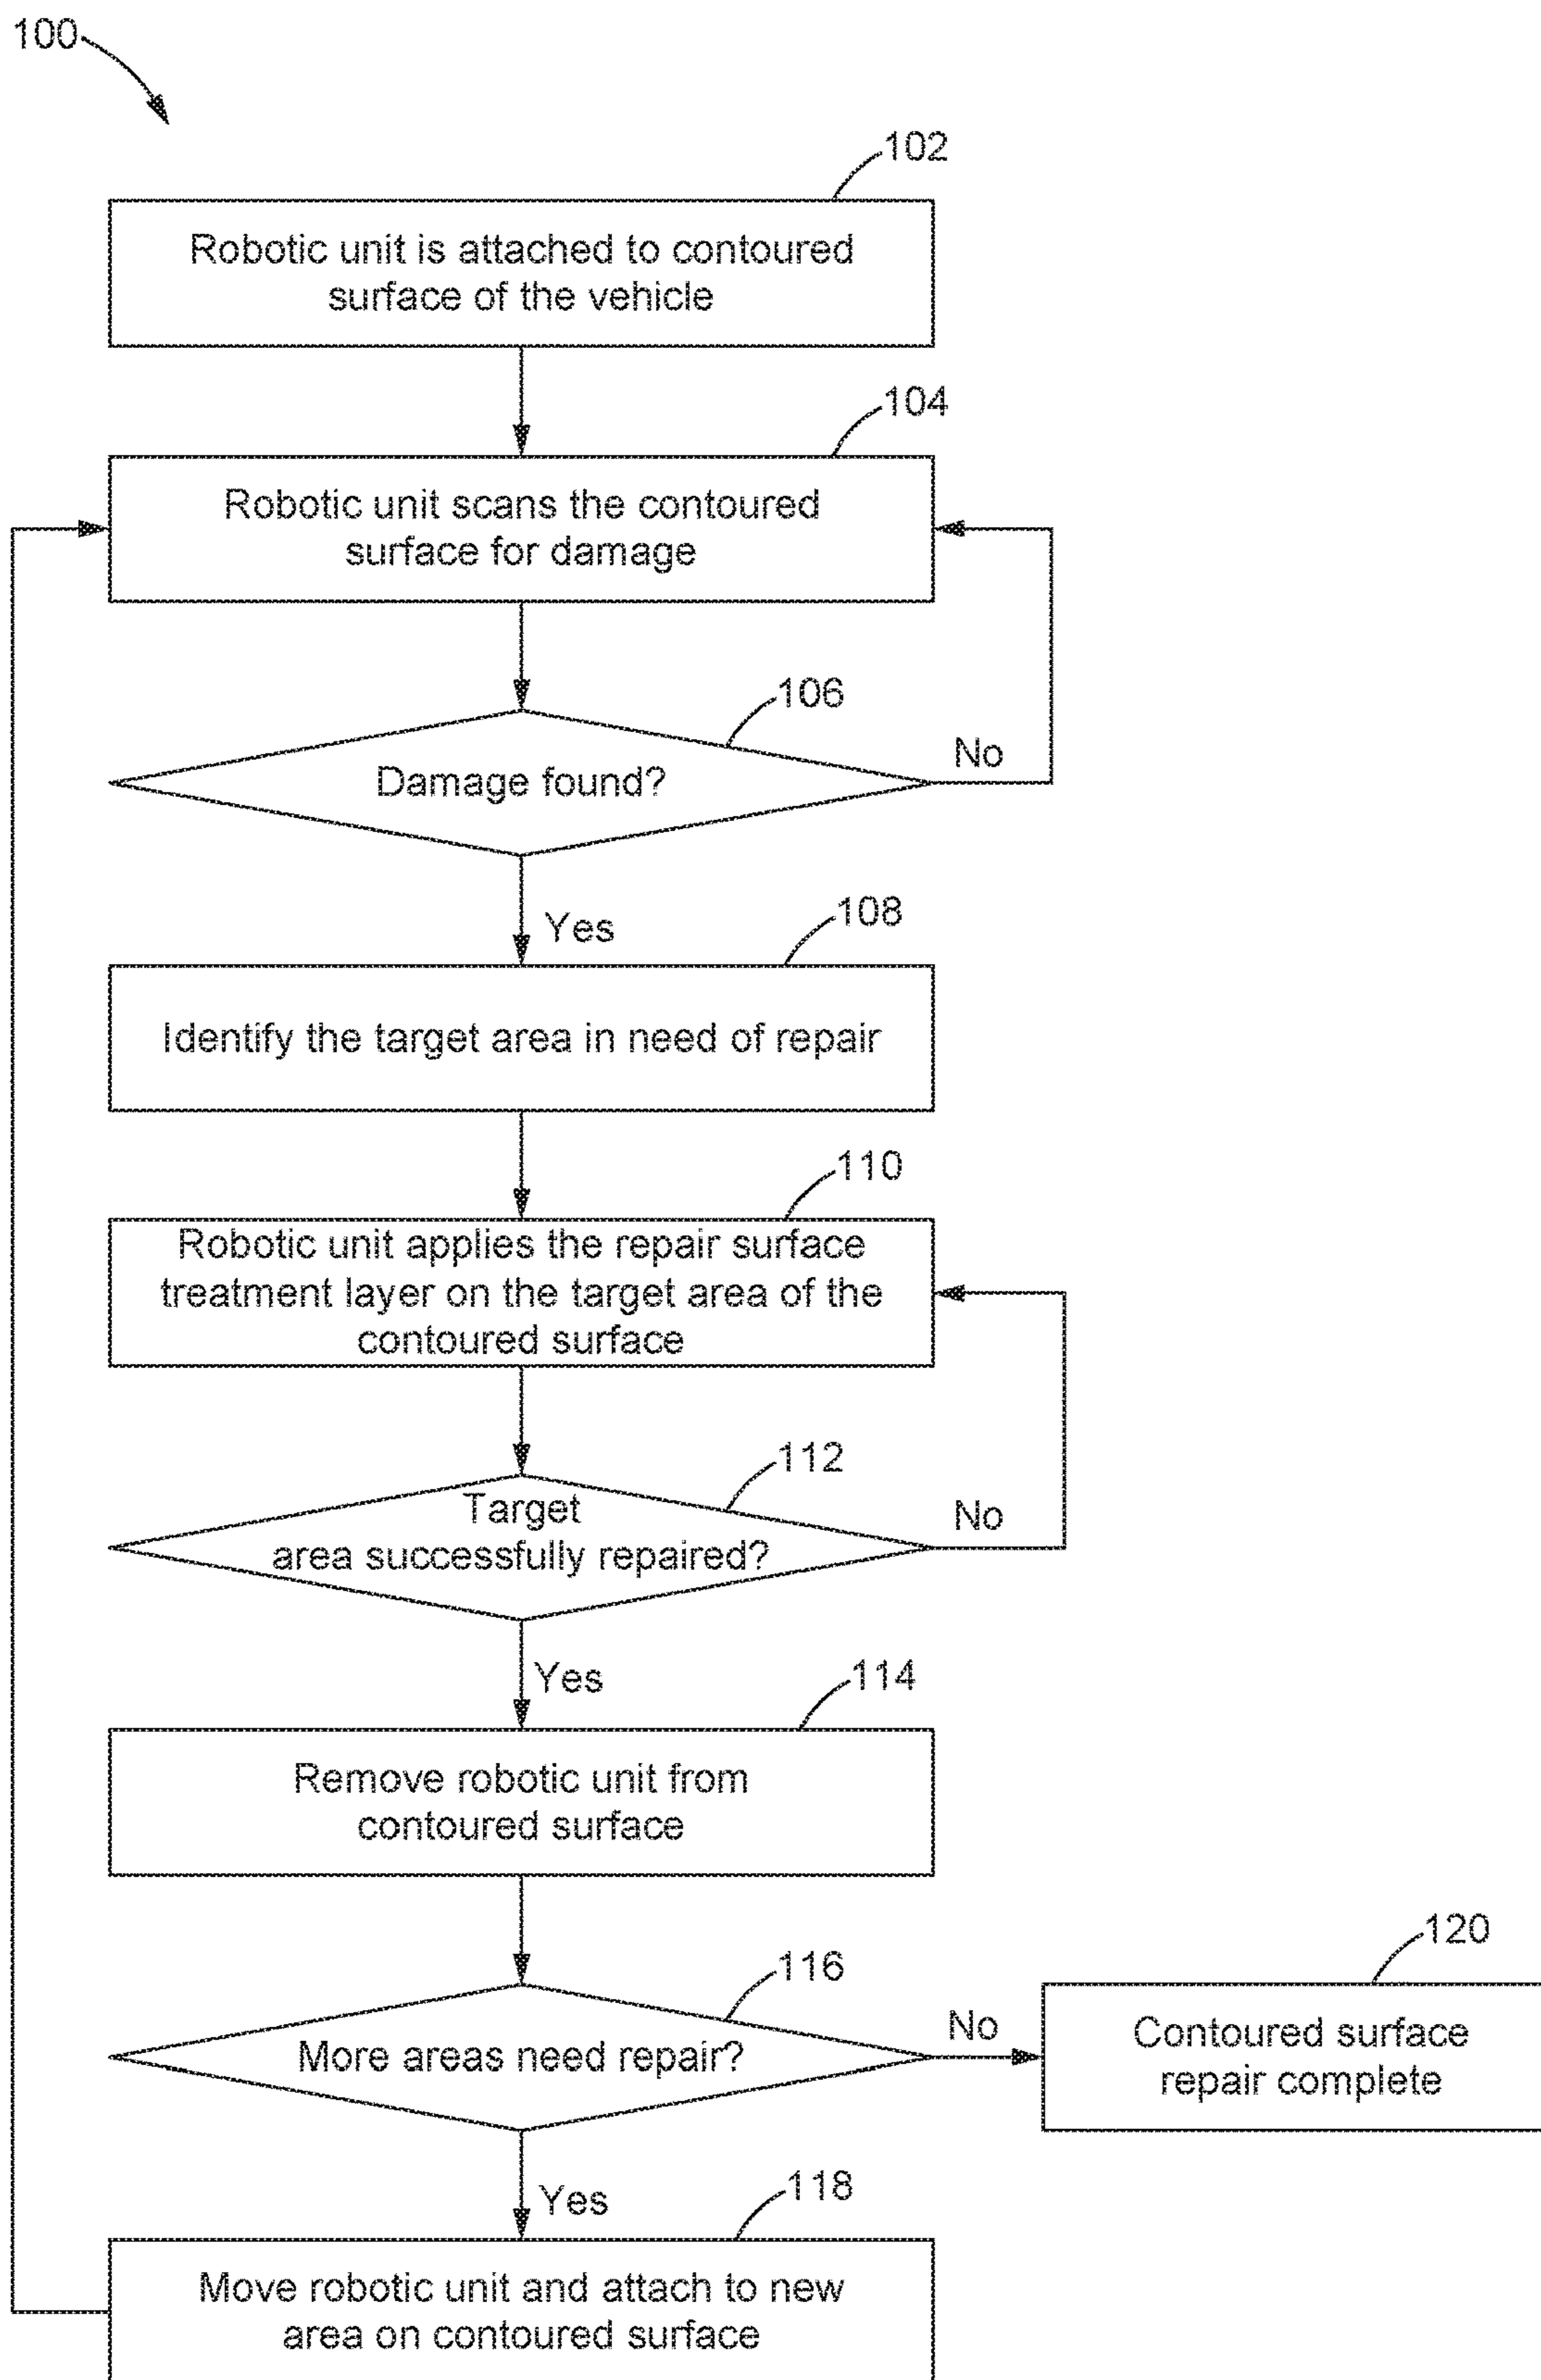 100
102
Robotic unit is attached to contoured
surface of the vehicle
104
Robotic unit scans the contoured
surface for damage
106
Damage found?
No
Yes
108
Identify the target area in need of repair
110
Robotic unit applies the repair surface
treatment layer on the target area of the
contoured surface
112
Target
area successfully repaired?
No
Yes
114
Remove robotic unit from
contoured surface
116
More areas need repair?
No
120
Contoured surface
repair complete
Yes
118
Move robotic unit and attach to new
area on contoured surface